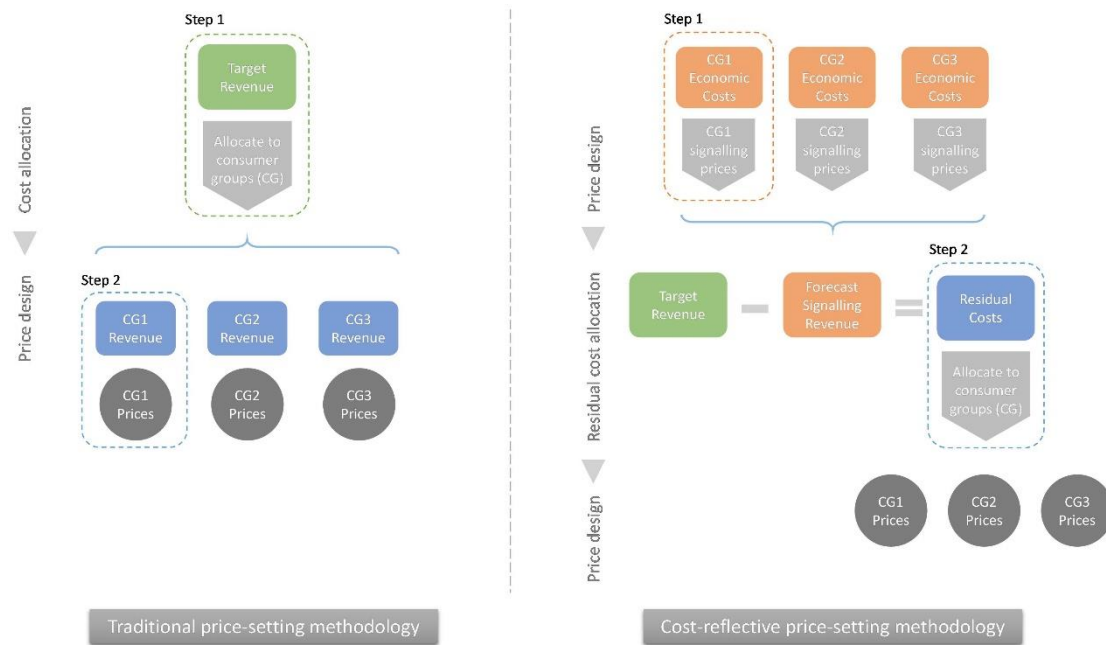 Step 1
Target
Revenue
Allocate to
consumer
groups (CG)
Cost allocation
Price design
Step 2
CG1
Revenue
CG2
Revenue
CG3
Revenue
CG1
Prices
CG2
Prices
CG3
Prices
Traditional price-setting methodology
Step 1
CG1
Economic
Costs
CG2
Economic
Costs
CG3
Economic
Costs
CG1
signalling
prices
CG2
signalling
prices
CG3
signalling
prices
Price design
Residual cost allocation
Price design
Step 2
Target
Revenue
Forecast
Signalling
Revenue
Residual
Costs
Allocate to
consumer
groups (CG)
CG1
Prices
CG2
Prices
CG3
Prices
Cost-reflective price-setting methodology